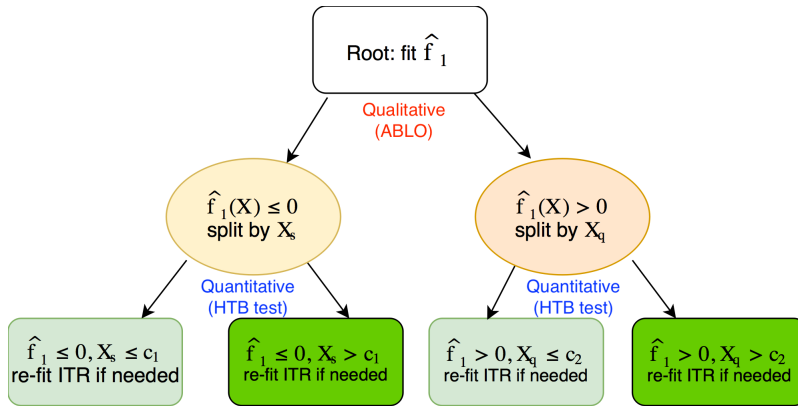 Root: fit f̂₁
Qualitative
(ABLO)
f̂₁(X) ≤ 0
split by Xₛ
f̂₁(X) > 0
split by X_q
Quantitative
(HTB test)
Quantitative
(HTB test)
f̂₁ ≤ 0, Xₛ ≤ c₁
re-fit ITR if needed
f̂₁ ≤ 0, Xₛ > c₁
re-fit ITR if needed
f̂₁ > 0, X_q ≤ c₂
re-fit ITR if needed
f̂₁ > 0, X_q > c₂
re-fit ITR if needed